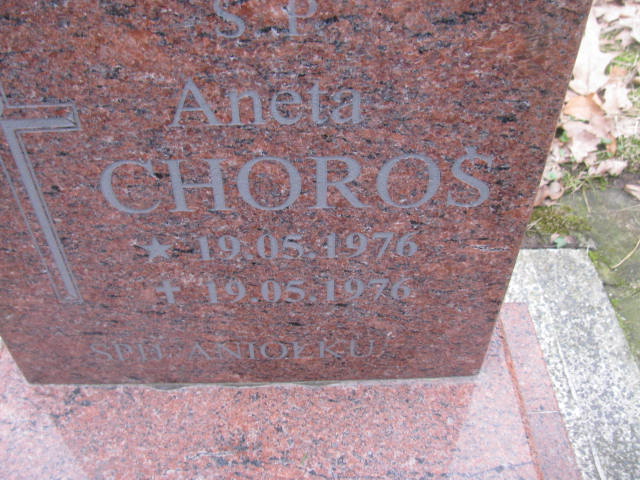 Ś. P.
Aneta
CHOROŚ
★ 19.05.1976
✝ 19.05.1976
ŚPIJ ANIOŁKU